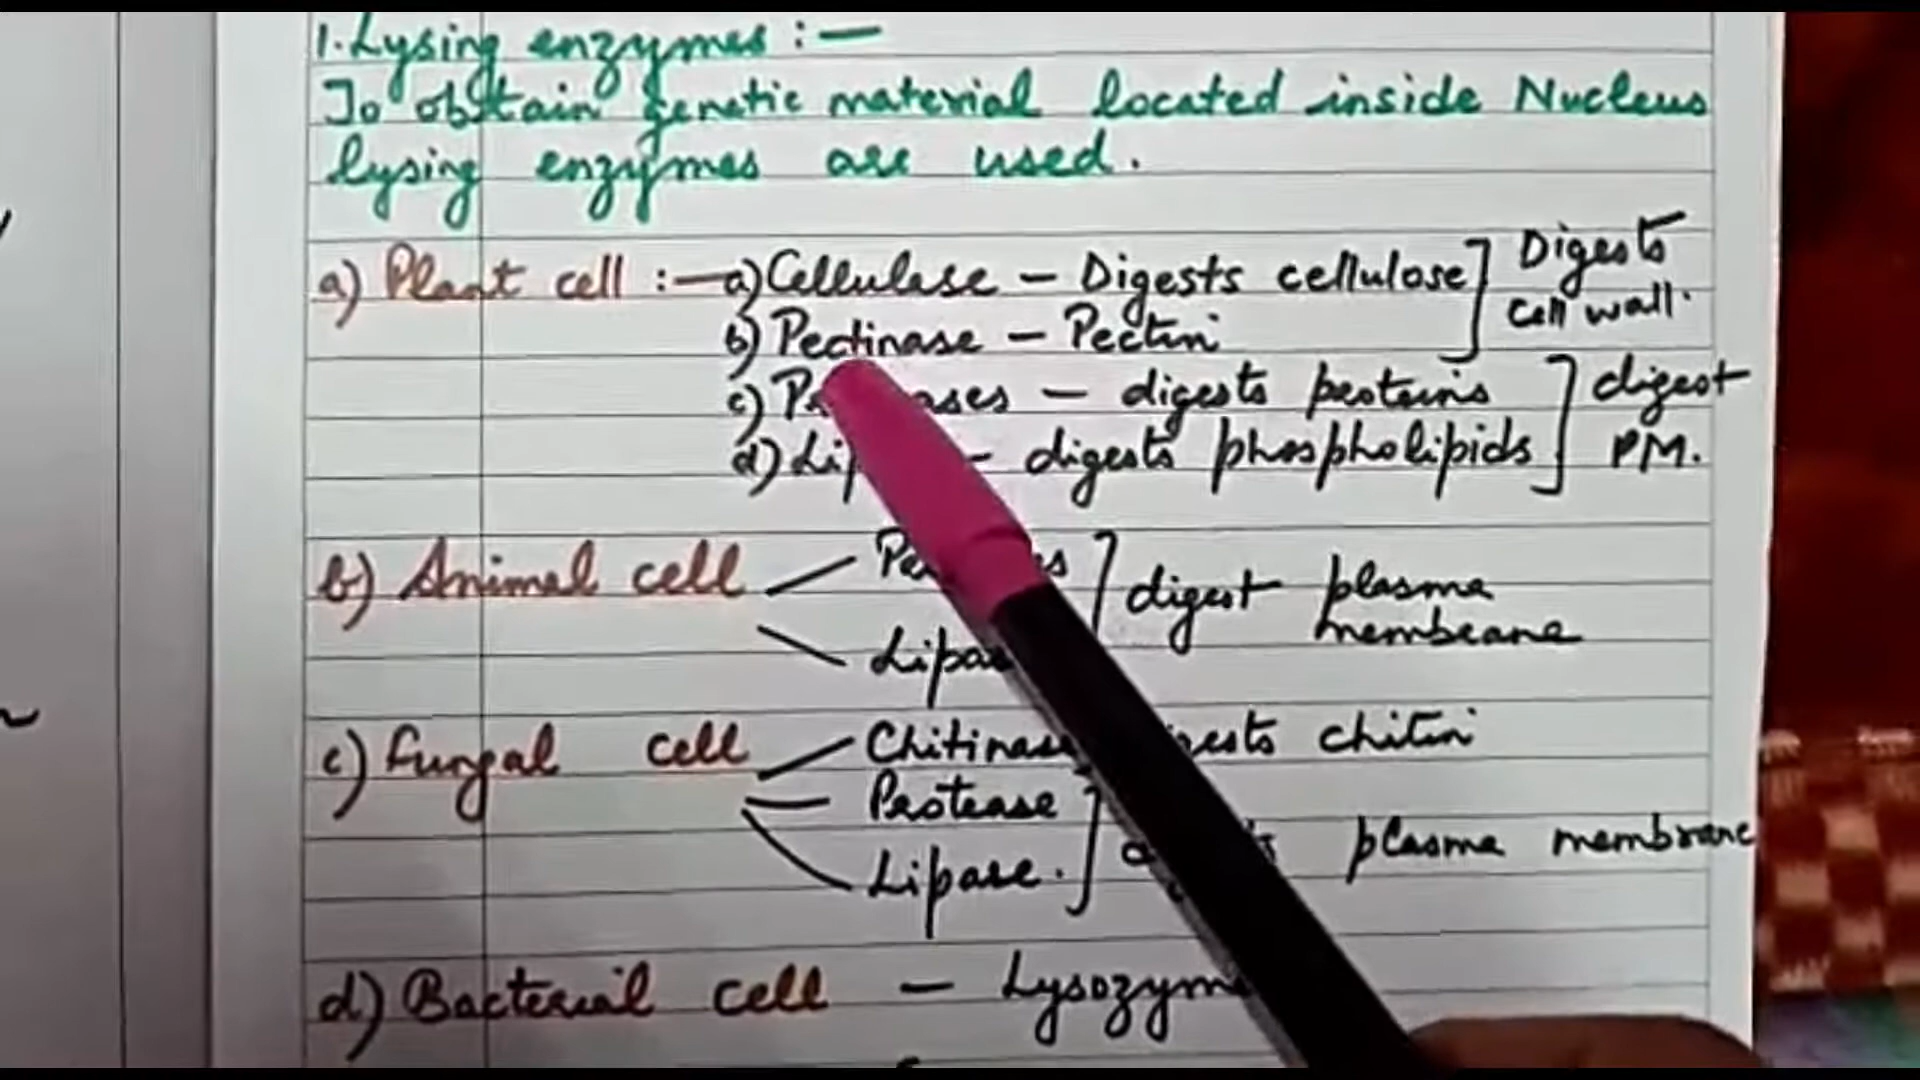 1. Lysing enzymes :—
To obtain genetic material located inside Nucleus
lysing enzymes are used.
a) Plant cell :— a) Cellulase — Digests cellulose ] Digests cell wall.
b) Pectinase — Pectin
c) — digests proteins ] digest PM.
d) — digests phospholipids
b) Animal cell
digest plasma membrane
c) Fungal cell — Chitinase chitin
Protease
Lipase. ] plasma membrane
d) Bacterial cell — Lysozyme